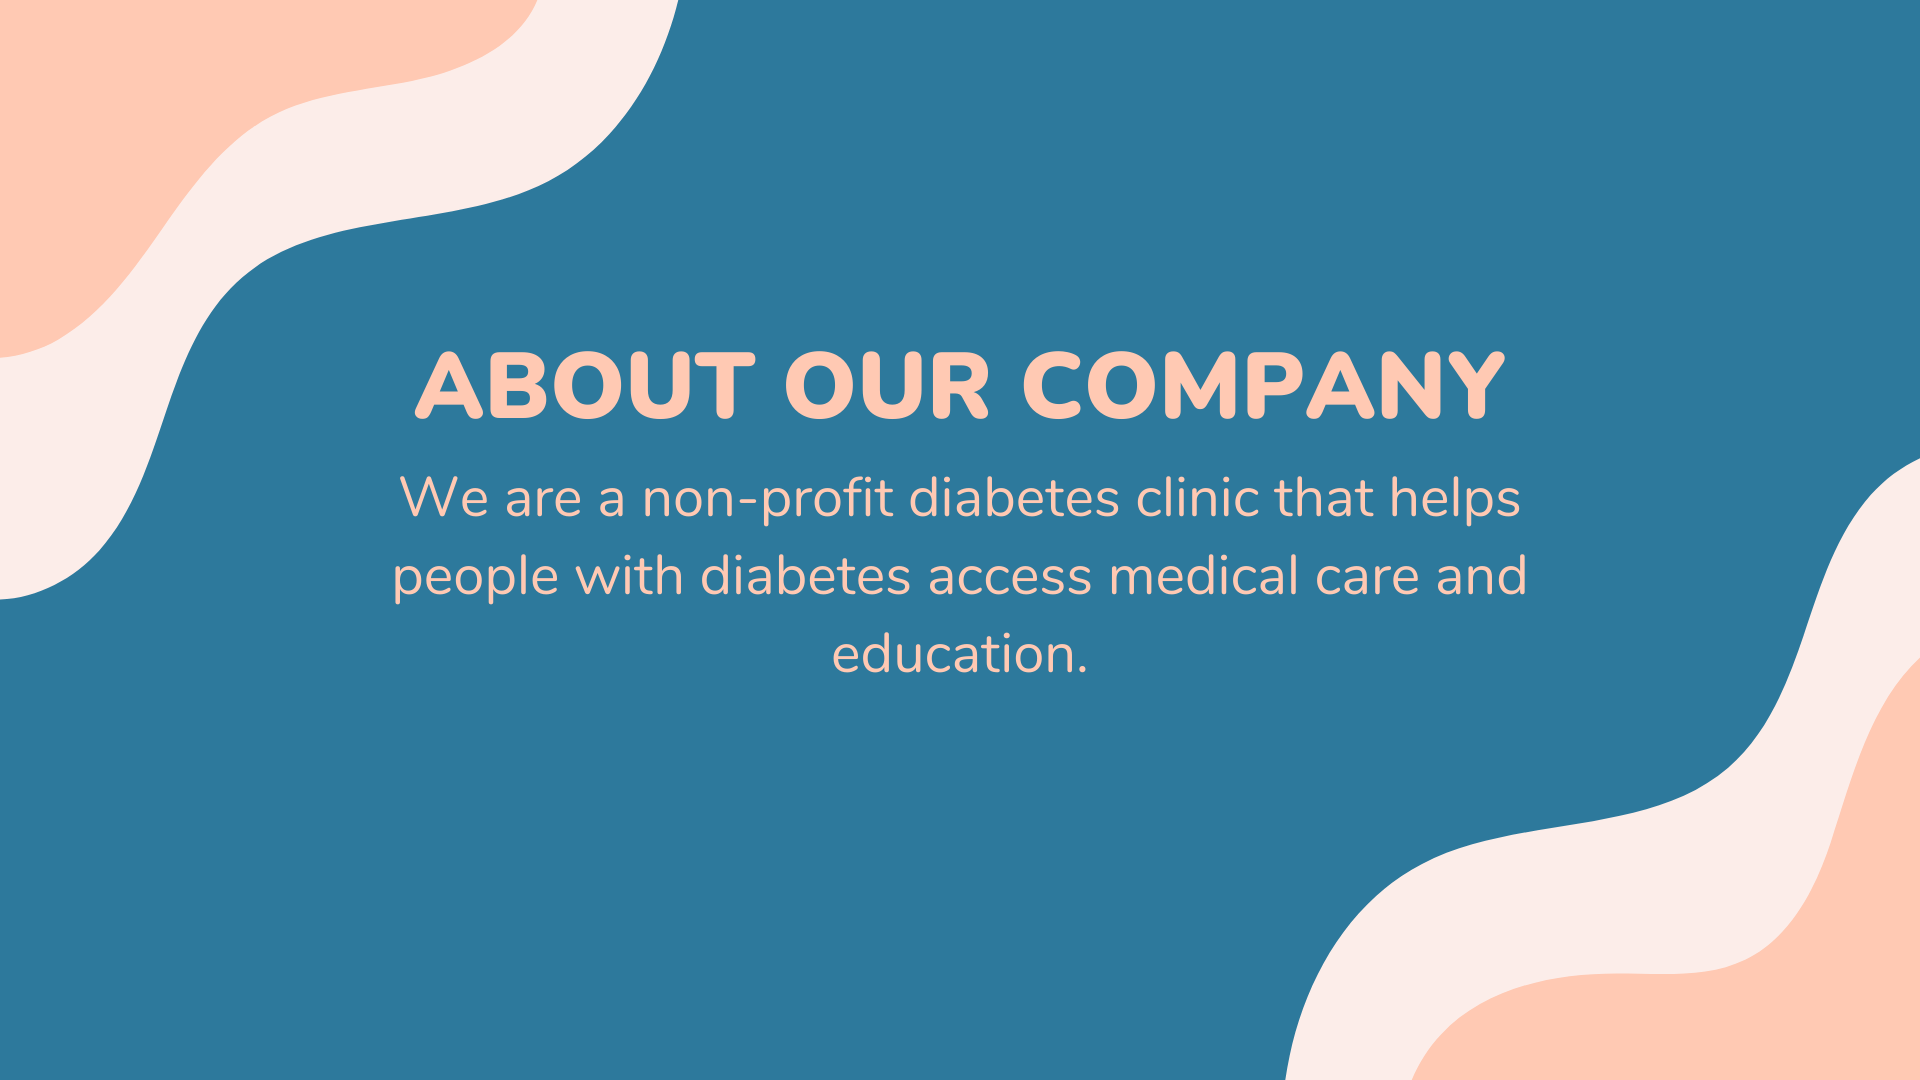 ABOUT OUR COMPANY
We are a non-profit diabetes clinic that helps
people with diabetes access medical care and
education.